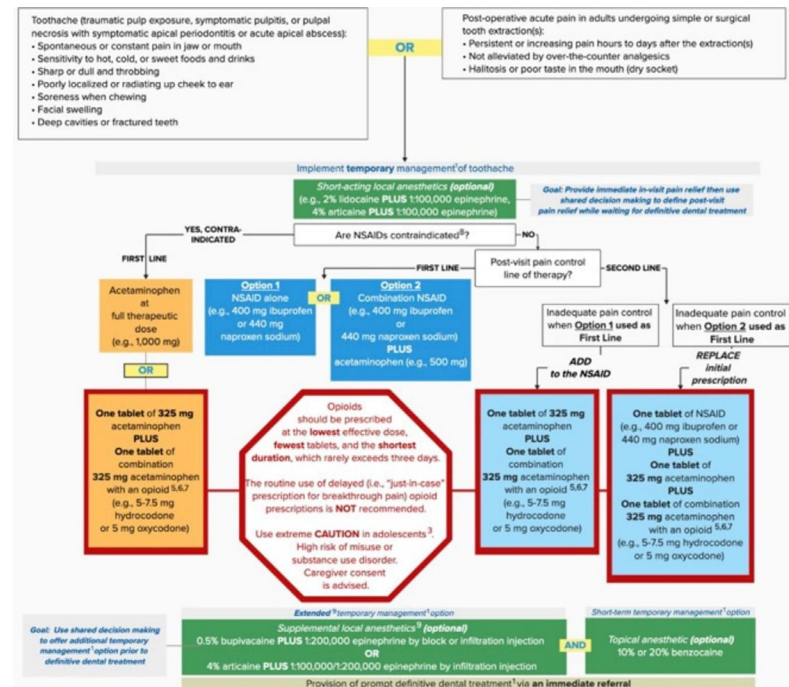 Toothache (traumatic pulp exposure, symptomatic pulpitis, or pulpal
necrosis with symptomatic apical periodontitis or acute apical abscess):
• Spontaneous or constant pain in jaw or mouth
• Sensitivity to hot, cold, or sweet foods and drinks
• Sharp or dull and throbbing
• Poorly localized or radiating up cheek to ear
• Soreness when chewing
• Facial swelling
• Deep cavities or fractured teeth
OR
Post-operative acute pain in adults undergoing simple or surgical
tooth extraction(s):
• Persistent or increasing pain hours to days after the extraction(s)
• Not alleviated by over-the-counter analgesics
• Halitosis or poor taste in the mouth (dry socket)
Implement temporary management¹of toothache
Short-acting local anesthetics (optional)
(e.g., 2% lidocaine PLUS 1:100,000 epinephrine,
4% articaine PLUS 1:100,000 epinephrine)
Goal: Provide immediate in-visit pain relief then use
shared decision making to define post-visit
pain relief while waiting for definitive dental treatment
Are NSAIDs contraindicated⁸?
YES, CONTRA-
INDICATED
NO
FIRST LINE
Acetaminophen
at
full therapeutic
dose
(e.g., 1,000 mg)
OR
Post-visit pain control
line of therapy?
FIRST LINE
SECOND LINE
Option 1
NSAID alone
(e.g., 400 mg ibuprofen
or 440 mg
naproxen sodium)
OR
Option 2
Combination NSAID
(e.g., 400 mg ibuprofen
or
440 mg naproxen sodium)
PLUS
acetaminophen (e.g., 500 mg)
Inadequate pain control
when Option 1 used as
First Line
ADD
to the NSAID
Inadequate pain control
when Option 2 used as
First Line
REPLACE
initial
prescription
One tablet of 325 mg
acetaminophen
PLUS
One tablet of
combination
325 mg acetaminophen
with an opioid 5,6,7
(e.g., 5-7.5 mg
hydrocodone
or 5 mg oxycodone)
Opioids
should be prescribed
at the lowest effective dose,
fewest tablets, and the shortest
duration, which rarely exceeds three days.
The routine use of delayed (i.e., "just-in-case"
prescription for breakthrough pain) opioid
prescriptions is NOT recommended.
Use extreme CAUTION in adolescents³.
High risk of misuse or
substance use disorder.
Caregiver consent
is advised.
One tablet of 325 mg
acetaminophen
PLUS
One tablet of
combination
325 mg acetaminophen
with an opioid 5,6,7
(e.g., 5-7.5 mg
hydrocodone
or 5 mg oxycodone)
One tablet of NSAID
(e.g., 400 mg ibuprofen or
440 mg naproxen sodium)
PLUS
One tablet of
325 mg acetaminophen
PLUS
One tablet of combination
325 mg acetaminophen
with an opioid 5,6,7
(e.g., 5-7.5 mg hydrocodone
or 5 mg oxycodone)
Goal: Use shared decision making
to offer additional temporary
management¹option prior to
definitive dental treatment
Extended⁹temporary management¹option
Supplemental local anesthetics⁹ (optional)
0.5% bupivacaine PLUS 1:200,000 epinephrine by block or infiltration injection
OR
4% articaine PLUS 1:100,000/1:200,000 epinephrine by infiltration injection
AND
Short-term temporary management¹option
Topical anesthetic (optional)
10% or 20% benzocaine
Provision of prompt definitive dental treatment¹via an immediate referral